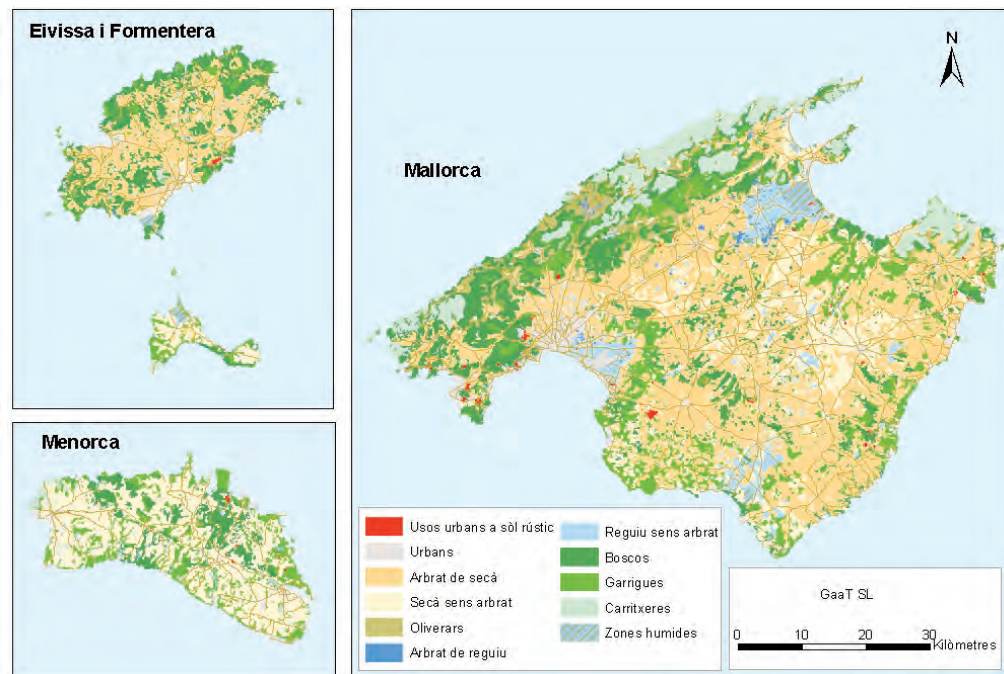 Eivissa i Formentera
N
Mallorca
Menorca
Usos urbans a sòl rústic
Urbans
Arbrat de secà
Secà sens arbrat
Oliverars
Arbrat de reguiu
Reguiu sens arbrat
Boscos
Garrigues
Carritxeres
Zones humides
GaaT SL
0 10 20 30
Kilòmetres